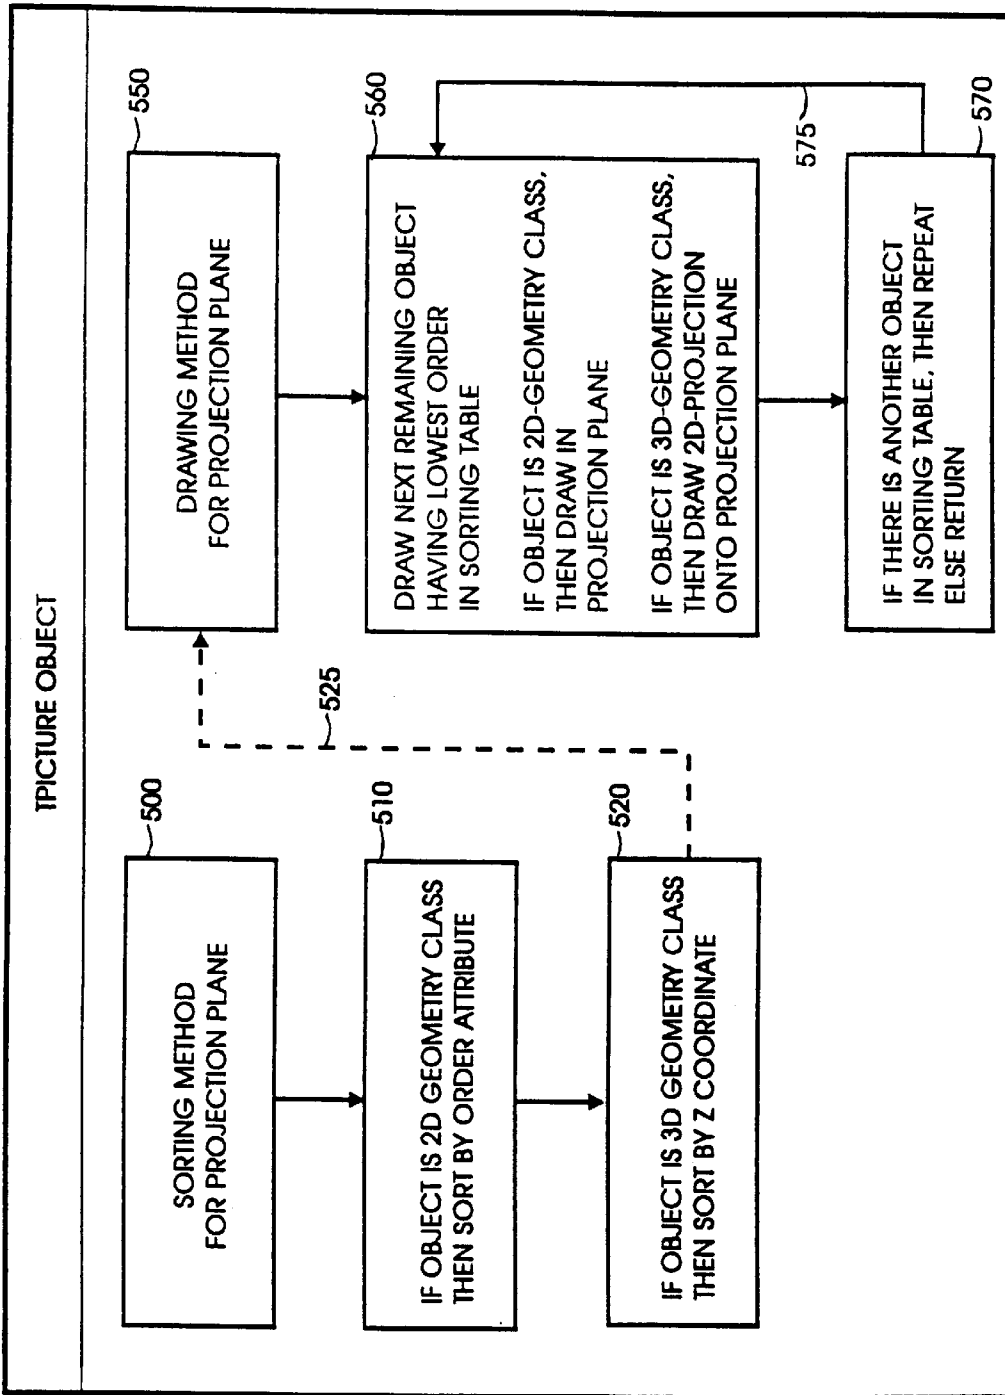 TPICTURE OBJECT
500
SORTING METHOD
FOR PROJECTION PLANE
510
IF OBJECT IS 2D GEOMETRY CLASS
THEN SORT BY ORDER ATTRIBUTE
520
IF OBJECT IS 3D GEOMETRY CLASS
THEN SORT BY Z COORDINATE
525
550
DRAWING METHOD
FOR PROJECTION PLANE
560
DRAW NEXT REMAINING OBJECT
HAVING LOWEST ORDER
IN SORTING TABLE
IF OBJECT IS 2D-GEOMETRY CLASS,
THEN DRAW IN
PROJECTION PLANE
IF OBJECT IS 3D-GEOMETRY CLASS,
THEN DRAW 2D-PROJECTION
ONTO PROJECTION PLANE
575
570
IF THERE IS ANOTHER OBJECT
IN SORTING TABLE, THEN REPEAT
ELSE RETURN